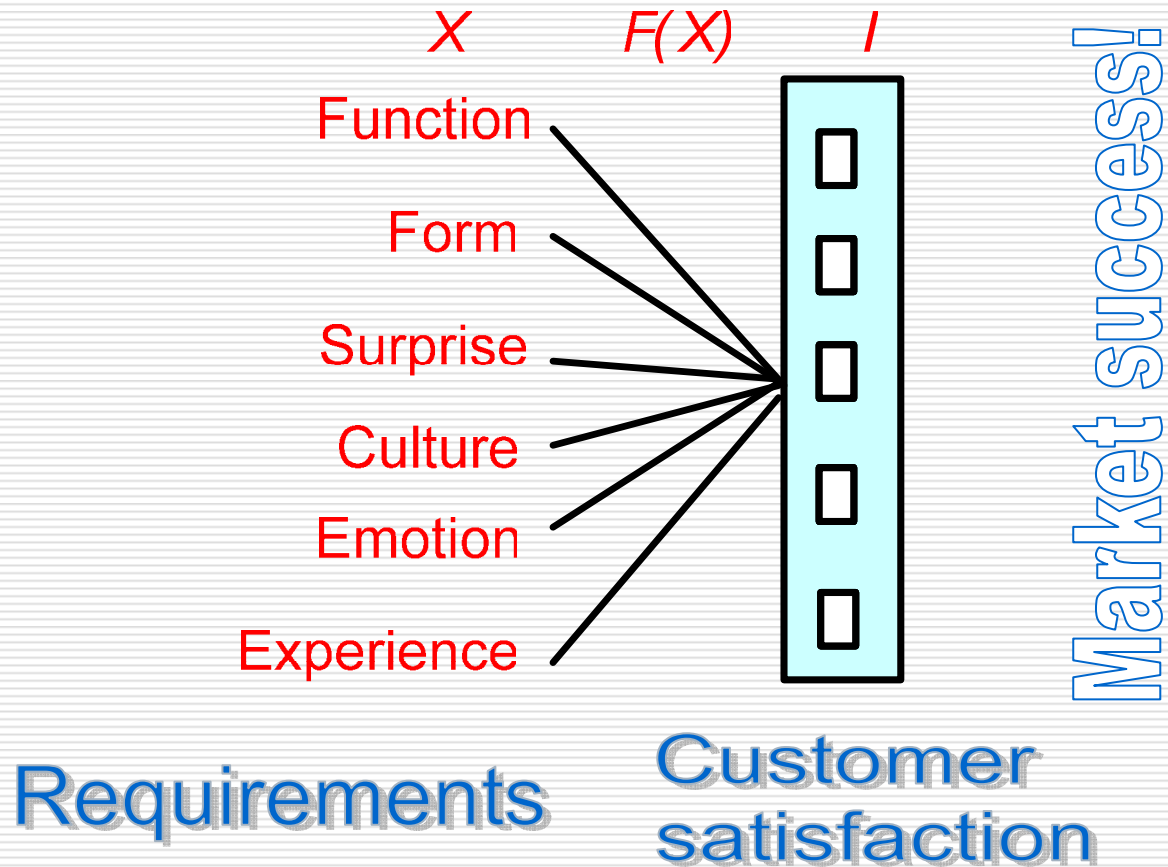 X F(X) I
Function
Form
Surprise
Culture
Emotion
Experience
Requirements
Customer
satisfaction
Market success!